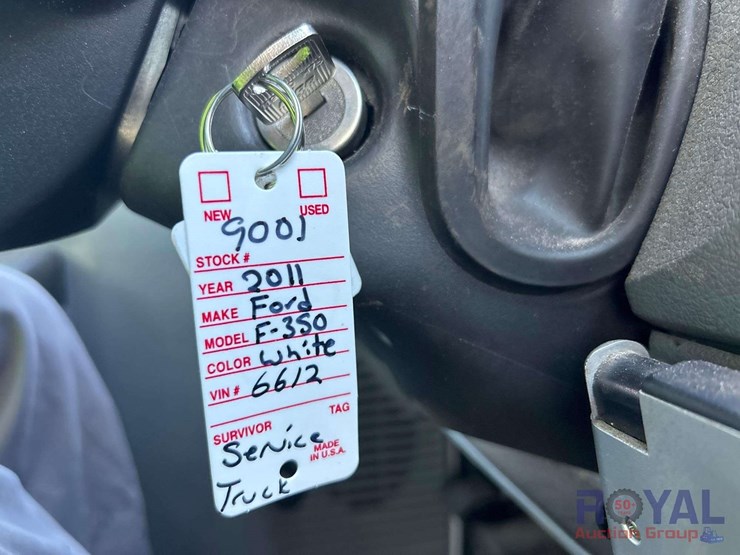 NEW USED
9001
STOCK #
YEAR 2011
MAKE Ford
MODEL F-350
COLOR White
VIN # 6612
TAG
SURVIVOR
Service
MADE
IN U.S.A.
Truck
50+
ROYAL
Auction Group